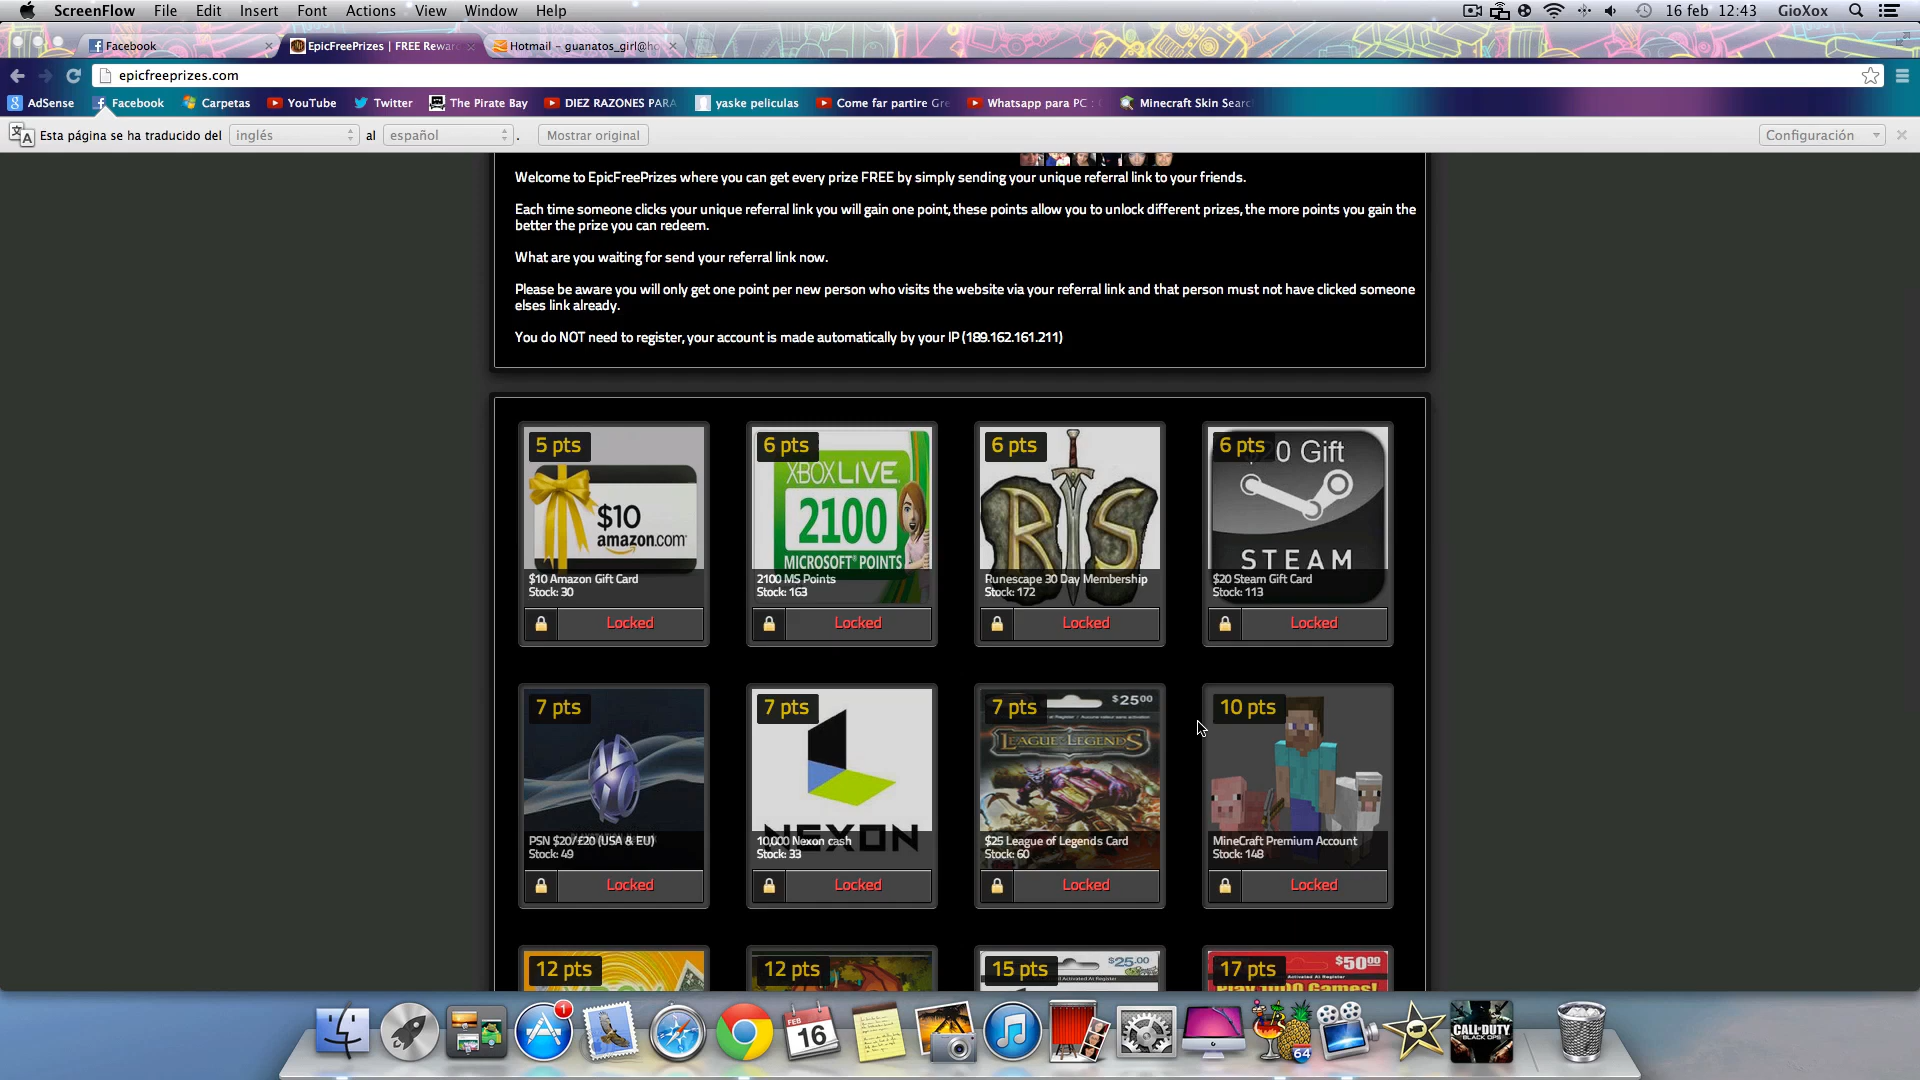 ScreenFlow File Edit Insert Font Actions View Window Help 16 feb 12:43 GioXox
Facebook EpicFreePrizes | FREE Rewar Hotmail - guanatos_girl@ho
epicfreeprizes.com
AdSense Facebook Carpetas YouTube Twitter The Pirate Bay DIEZ RAZONES PARA yaske peliculas Come far partire Gre Whatsapp para PC : Minecraft Skin Searc
Esta página se ha traducido del inglés al español . Mostrar original Configuración
Welcome to EpicFreePrizes where you can get every prize FREE by simply sending your unique referral link to your friends.
Each time someone clicks your unique referral link you will gain one point, these points allow you to unlock different prizes, the more points you gain the
better the prize you can redeem.
What are you waiting for send your referral link now.
Please be aware you will only get one point per new person who visits the website via your referral link and that person must not have clicked someone
elses link already.
You do NOT need to register, your account is made automatically by your IP (189.162.161.211)
5 pts 6 pts 6 pts 6 pts
0 Gift
XBOX LIVE
$10 2100 R S
amazon.com
MICROSOFT® POINTS STEAM
$10 Amazon Gift Card 2100 MS Points Runescape 30 Day Membership $20 Steam Gift Card
Stock: 30 Stock: 163 Stock: 172 Stock: 113
Locked Locked Locked Locked
7 pts 7 pts 7 pts $25.00 10 pts
LEAGUE of LEGENDS
NEXON
PSN $20/£20 (USA & EU) 10,000 Nexon cash $25 League of Legends Card MineCraft Premium Account
Stock: 49 Stock: 33 Stock: 60 Stock: 148
Locked Locked Locked Locked
12 pts 12 pts 15 pts $25.00 17 pts $50.00
FEB
16
1
64
CALL OF DUTY
BLACK OPS